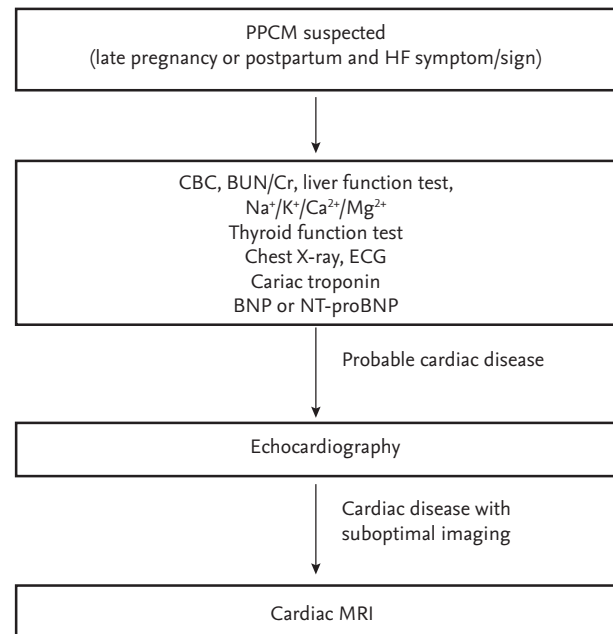 PPCM suspected
(late pregnancy or postpartum and HF symptom/sign)
CBC, BUN/Cr, liver function test,
Na⁺/K⁺/Ca²⁺/Mg²⁺
Thyroid function test
Chest X-ray, ECG
Cariac troponin
BNP or NT-proBNP
Probable cardiac disease
Echocardiography
Cardiac disease with
suboptimal imaging
Cardiac MRI